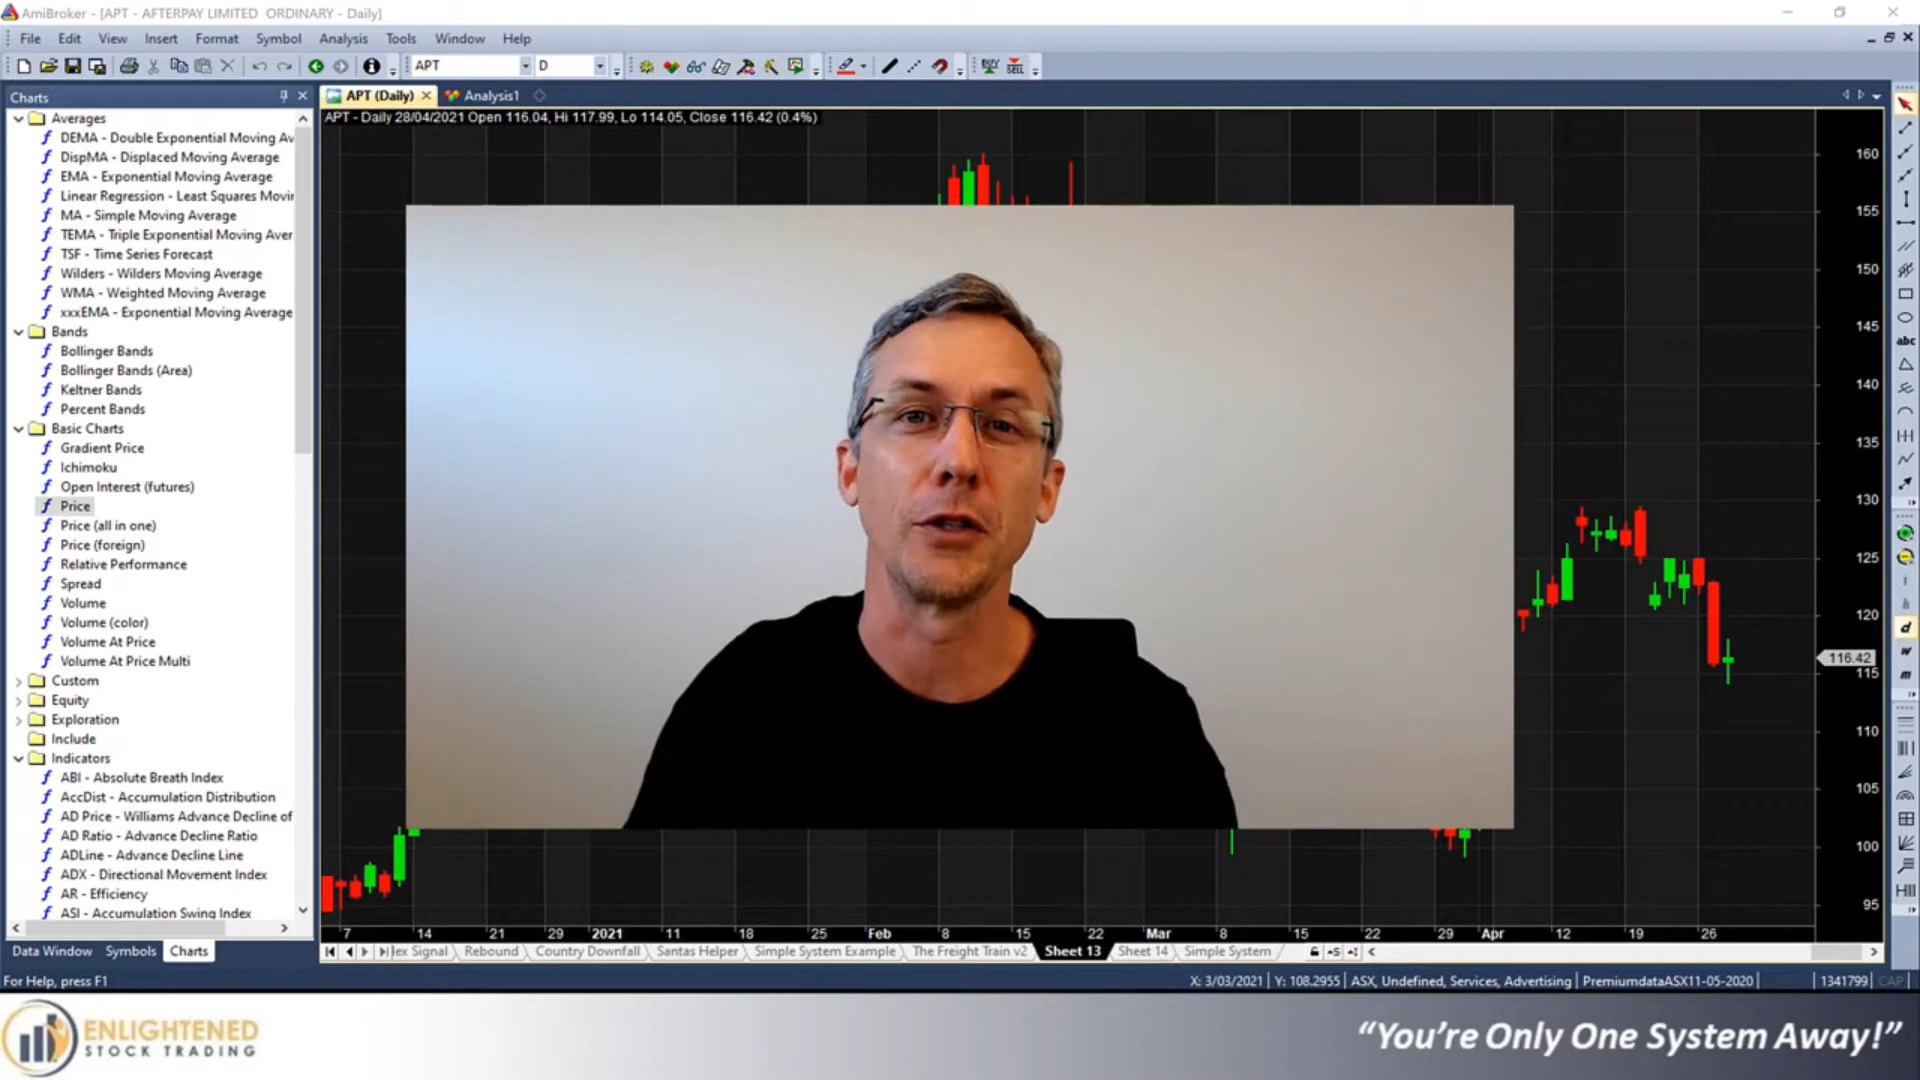 AmiBroker - [APT - AFTERPAY LIMITED ORDINARY - Daily]
File Edit View Insert Format Symbol Analysis Tools Window Help
APT D BUY SELL
Charts
APT (Daily) Analysis1
APT - Daily 28/04/2021 Open 116.04, Hi 117.99, Lo 114.05, Close 116.42 (0.4%)
Averages
DEMA - Double Exponential Moving Av
DispMA - Displaced Moving Average
EMA - Exponential Moving Average
Linear Regression - Least Squares Movin
MA - Simple Moving Average
TEMA - Triple Exponential Moving Aver
TSF - Time Series Forecast
Wilders - Wilders Moving Average
WMA - Weighted Moving Average
xxxEMA - Exponential Moving Average
Bands
Bollinger Bands
Bollinger Bands (Area)
Keltner Bands
Percent Bands
Basic Charts
Gradient Price
Ichimoku
Open Interest (futures)
Price
Price (all in one)
Price (foreign)
Relative Performance
Spread
Volume
Volume (color)
Volume At Price
Volume At Price Multi
Custom
Equity
Exploration
Include
Indicators
ABI - Absolute Breath Index
AccDist - Accumulation Distribution
AD Price - Williams Advance Decline of
AD Ratio - Advance Decline Ratio
ADLine - Advance Decline Line
ADX - Directional Movement Index
AR - Efficiency
ASI - Accumulation Swing Index
160
155
150
145
140
135
130
125
120
116.42
115
110
105
100
95
abc
d
w
m
7 14 21 29 2021 11 18 25 Feb 8 15 22 Mar 8 15 22 29 Apr 12 19 26
Data Window Symbols Charts
lex Signal Rebound Country Downfall Santas Helper Simple System Example The Freight Train v2 Sheet 13 Sheet 14 Simple System
For Help, press F1
X: 3/03/2021 Y: 108.2955 ASX, Undefined, Services, Advertising PremiumdataASX11-05-2020 1341799 CAP
ENLIGHTENED
STOCK TRADING
“You’re Only One System Away!”